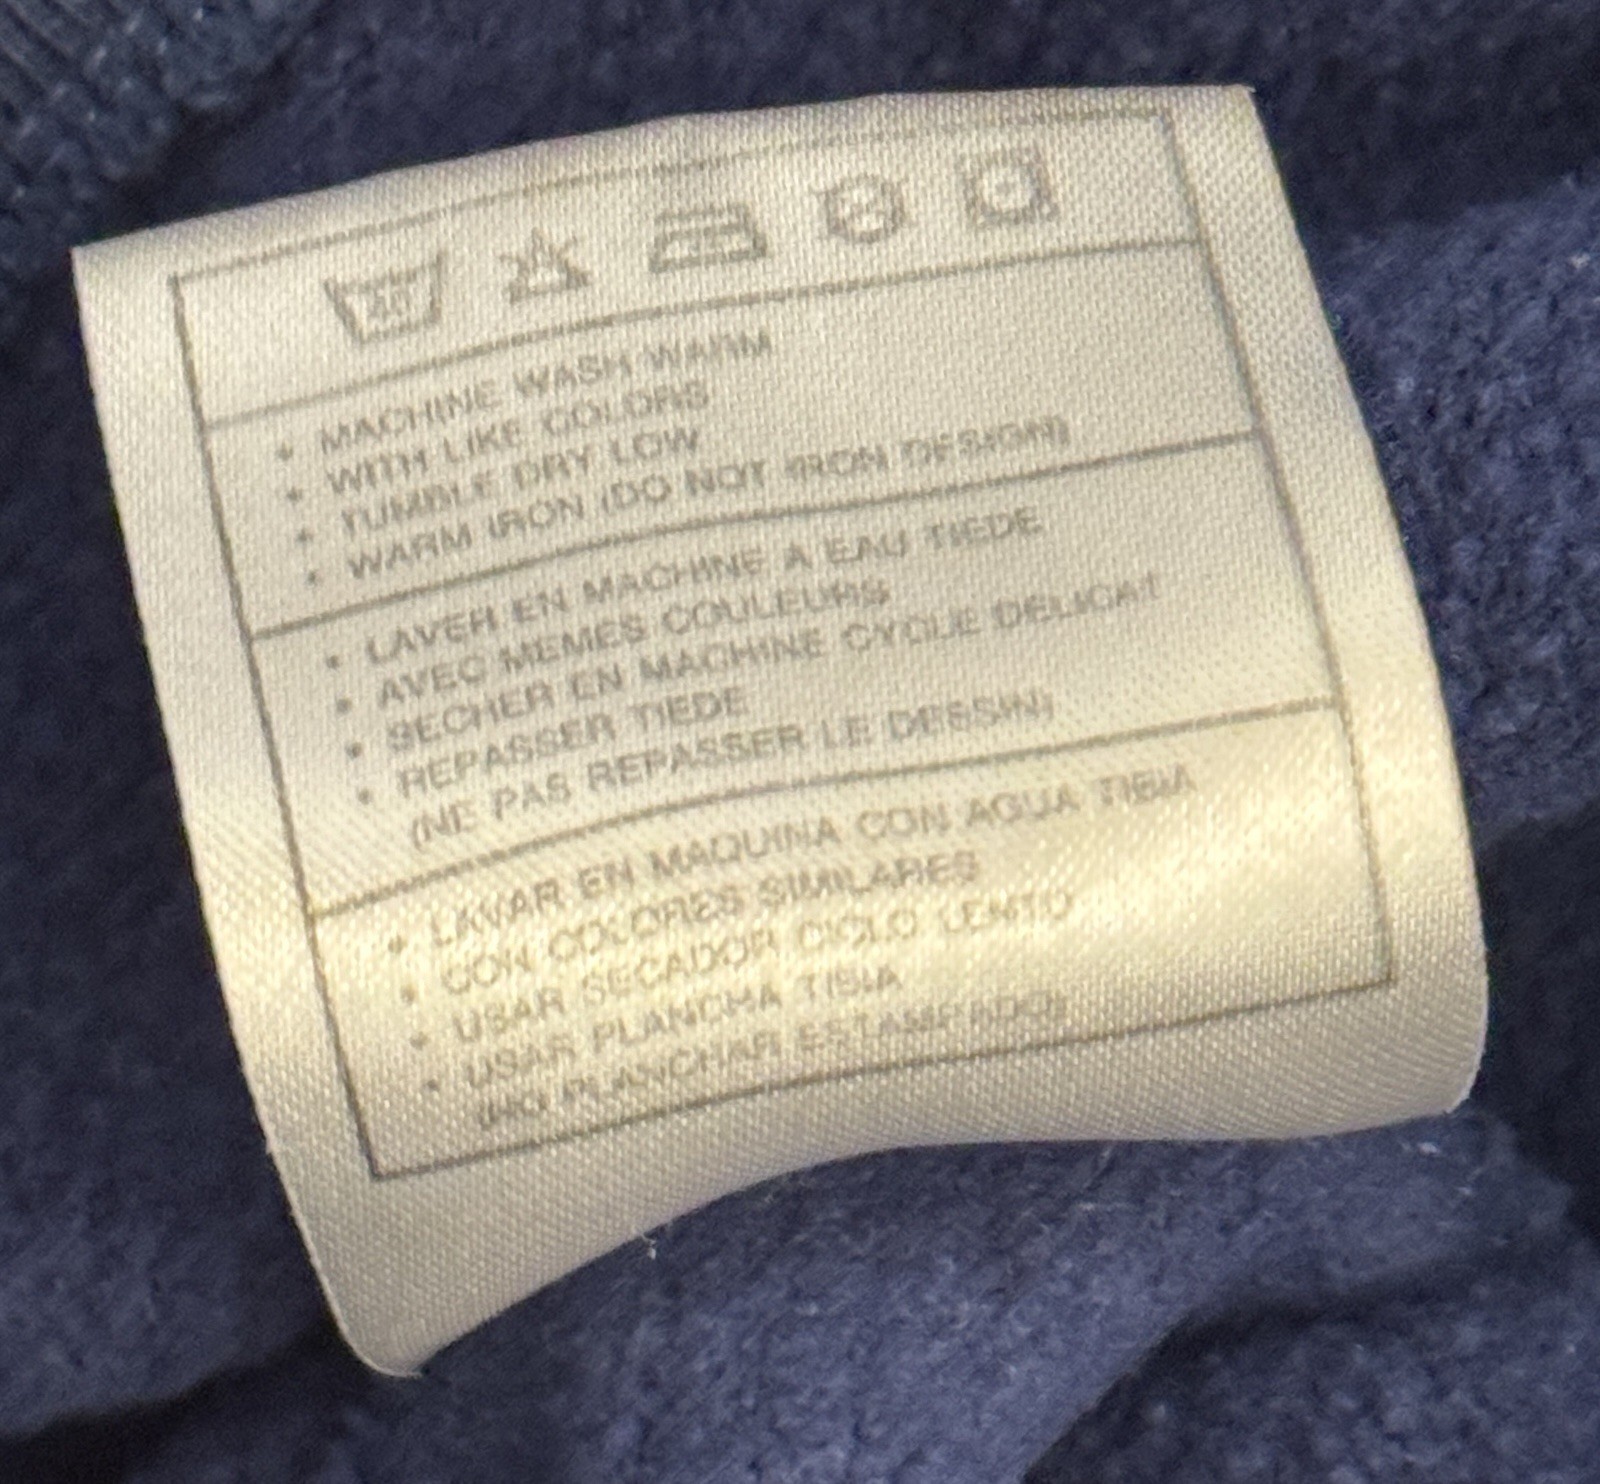 40
• MACHINE WASH WARM
• WITH LIKE COLORS
• TUMBLE DRY LOW
• WARM IRON (DO NOT IRON DESIGN)
• LAVER EN MACHINE A EAU TIEDE
• AVEC MEMES COULEURS
• SECHER EN MACHINE CYCLE DELICAT
• REPASSER TIEDE
(NE PAS REPASSER LE DESSIN)
• LAVAR EN MAQUINA CON AGUA TIBIA
• CON COLORES SIMILARES
• USAR SECADOR CICLO LENTO
• USAR PLANCHA TIBIA
(NO PLANCHAR ESTAMPADO)